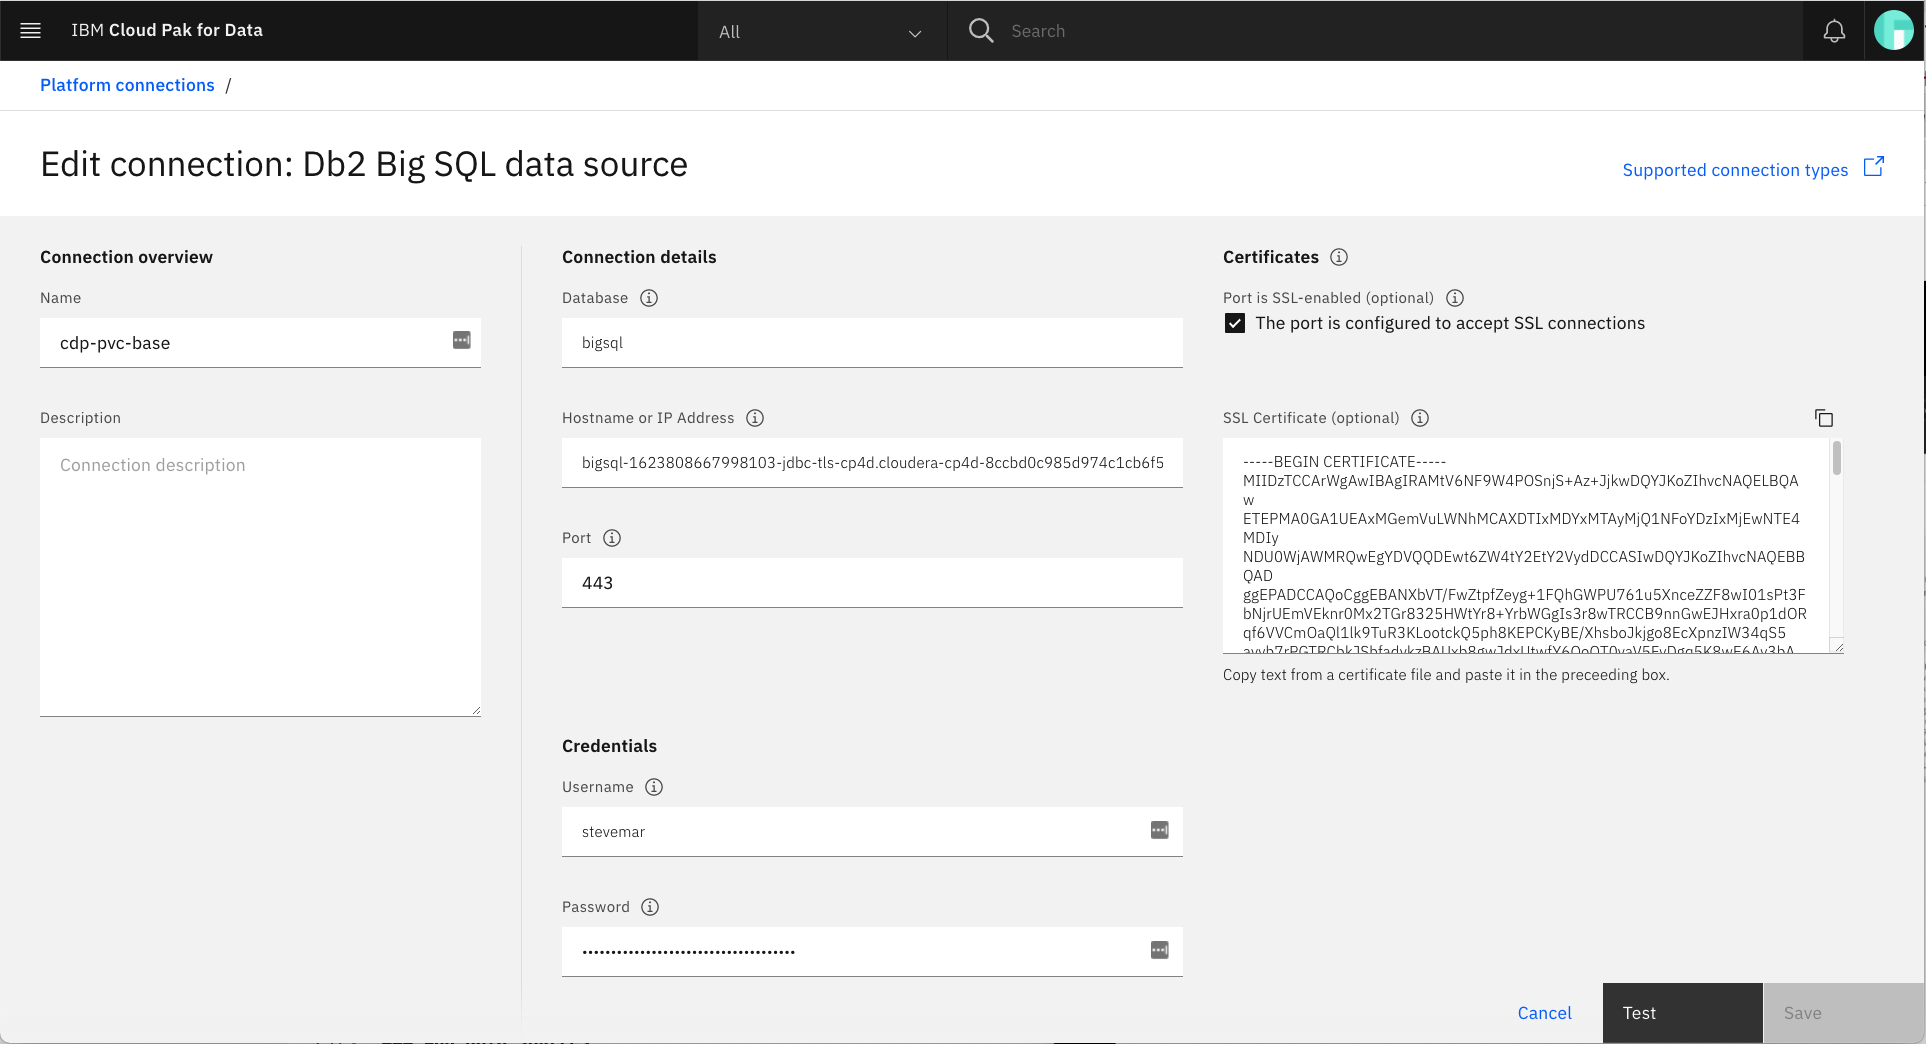 IBM Cloud Pak for Data
All
Search
Platform connections /
Edit connection: Db2 Big SQL data source
Supported connection types
Connection overview
Name
cdp-pvc-base
Description
Connection description
Connection details
Database
bigsql
Hostname or IP Address
bigsql-1623808667998103-jdbc-tls-cp4d.cloudera-cp4d-8ccbd0c985d974c1cb6f5
Port
443
Credentials
Username
stevemar
Password
Certificates
Port is SSL-enabled (optional)
The port is configured to accept SSL connections
SSL Certificate (optional)
-----BEGIN CERTIFICATE-----
MIIDzTCCArWgAwIBAgIRAMtV6NF9W4POSnjS+Az+JjkwDQYJKoZIhvcNAQELBQA
w
ETEPMA0GA1UEAxMGemVuLWNhMCAXDTIxMDYxMTAyMjQ1NFoYDzIxMjEwNTE4
MDIy
NDU0WjAWMRQwEgYDVQQDEwt6ZW4tY2EtY2VydDCCASIwDQYJKoZIhvcNAQEBB
QAD
ggEPADCCAQoCggEBANXbVT/FwZtpfZeyg+1FQhGWPU761u5XnceZZF8wI01sPt3F
bNjrUEmVEknr0Mx2TGr8325HWtYr8+YrbWGgIs3r8wTRCCB9nnGwEJHxra0p1dOR
qf6VVCmOaQl1lk9TuR3KLootckQ5ph8KEPCKyBE/XhsboJkjgo8EcXpnzIW34qS5
Copy text from a certificate file and paste it in the preceeding box.
Cancel
Test
Save